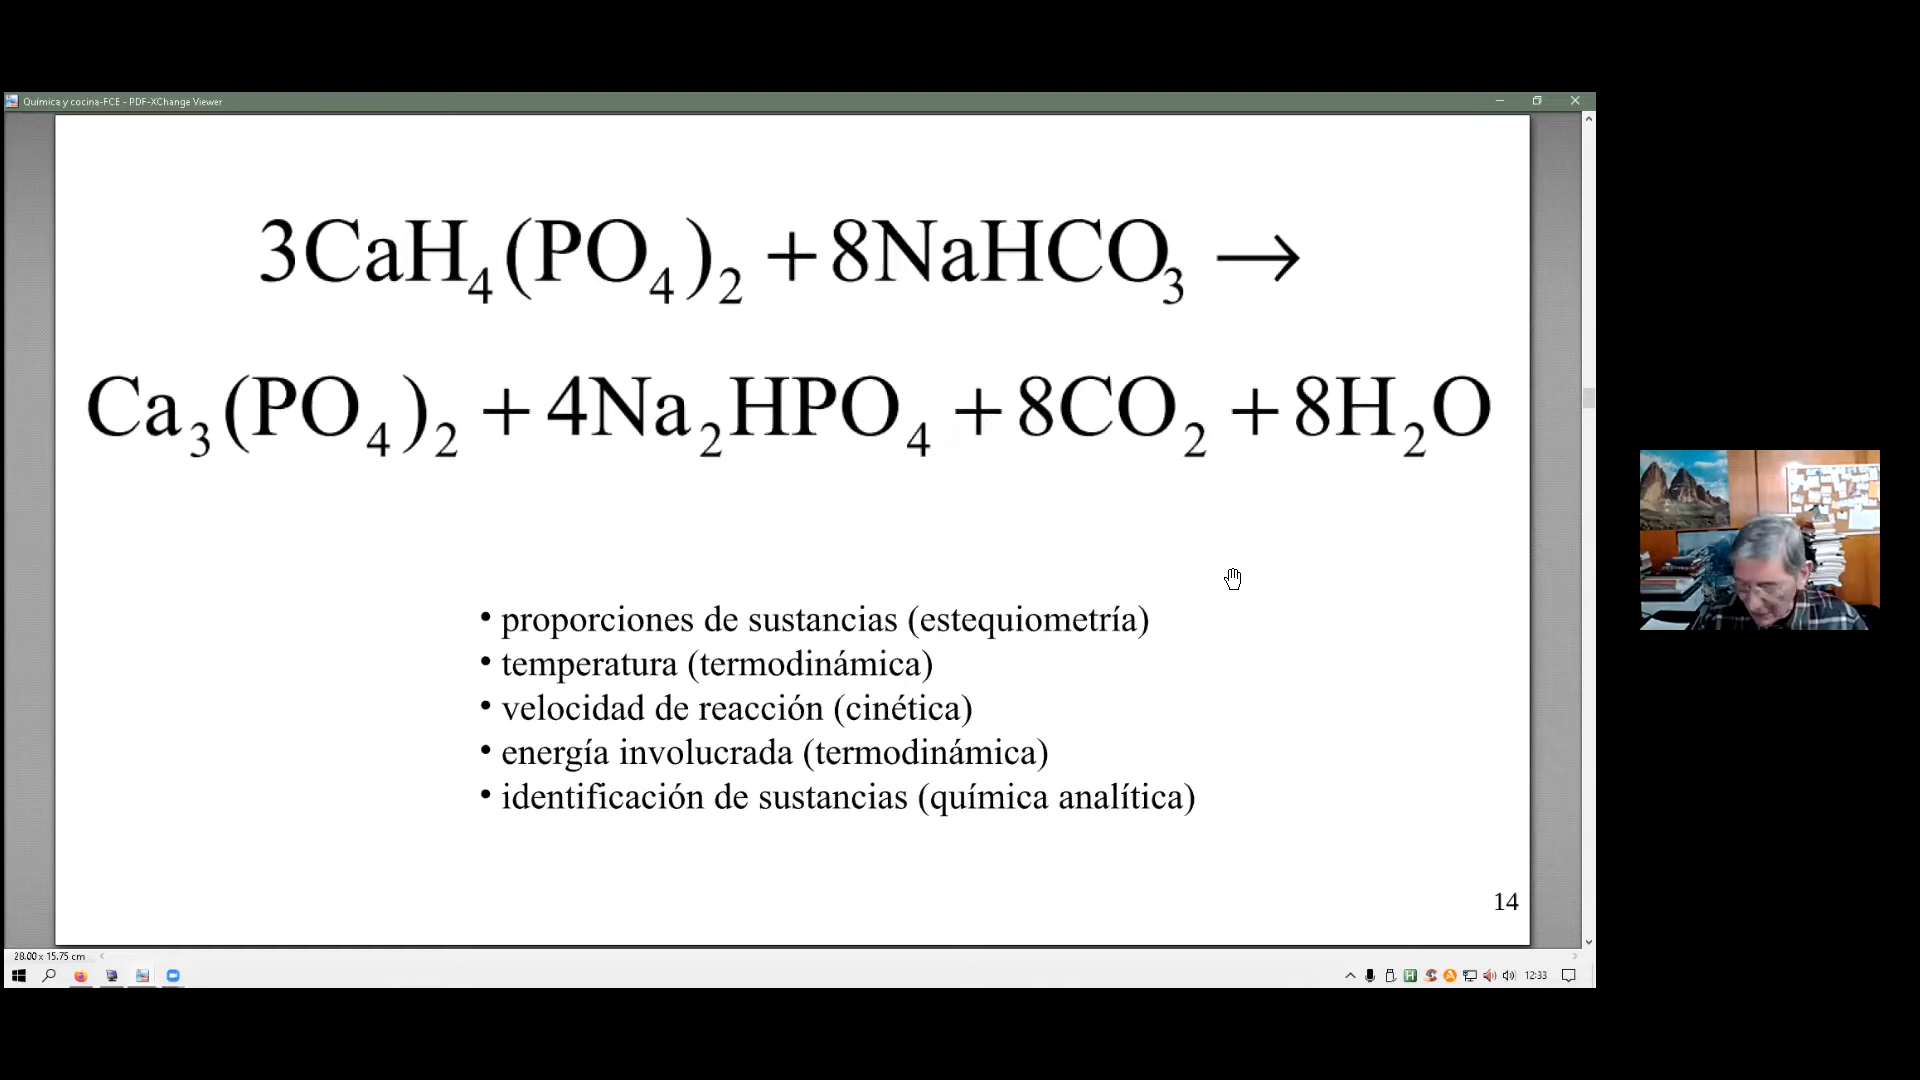 Química y cocina-FCE - PDF-XChange Viewer
3CaH₄(PO₄)₂ + 8NaHCO₃ →
Ca₃(PO₄)₂ + 4Na₂HPO₄ + 8CO₂ + 8H₂O
• proporciones de sustancias (estequiometría)
• temperatura (termodinámica)
• velocidad de reacción (cinética)
• energía involucrada (termodinámica)
• identificación de sustancias (química analítica)
14
28.00 x 15.75 cm
12:33